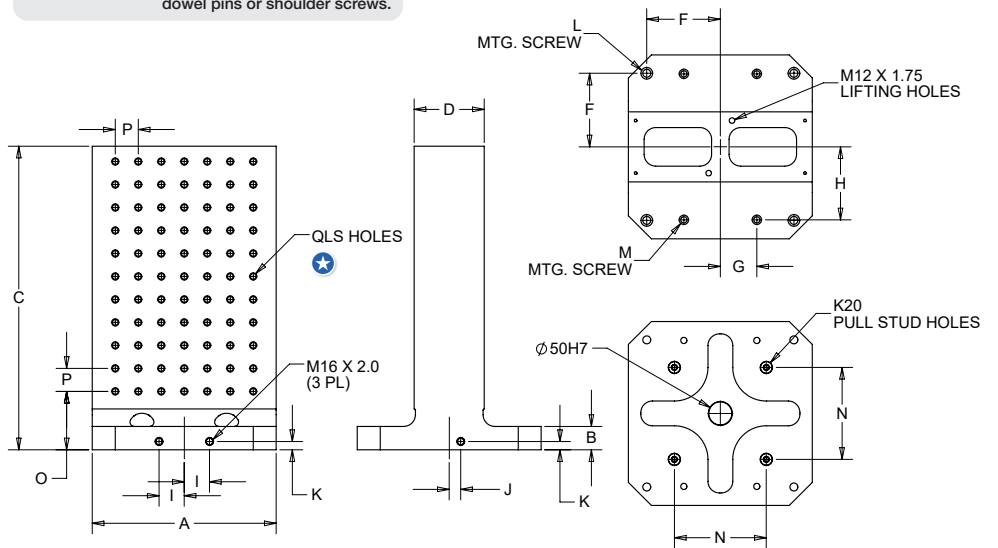 dowel pins or shoulder screws.
F
L
MTG. SCREW
M12 X 1.75
LIFTING HOLES
F
H
M
MTG. SCREW
G
D
P
QLS HOLES
C
P
M16 X 2.0
(3 PL)
O
I
I
K
A
B
J
K
K20
PULL STUD HOLES
Ø50H7
N
N